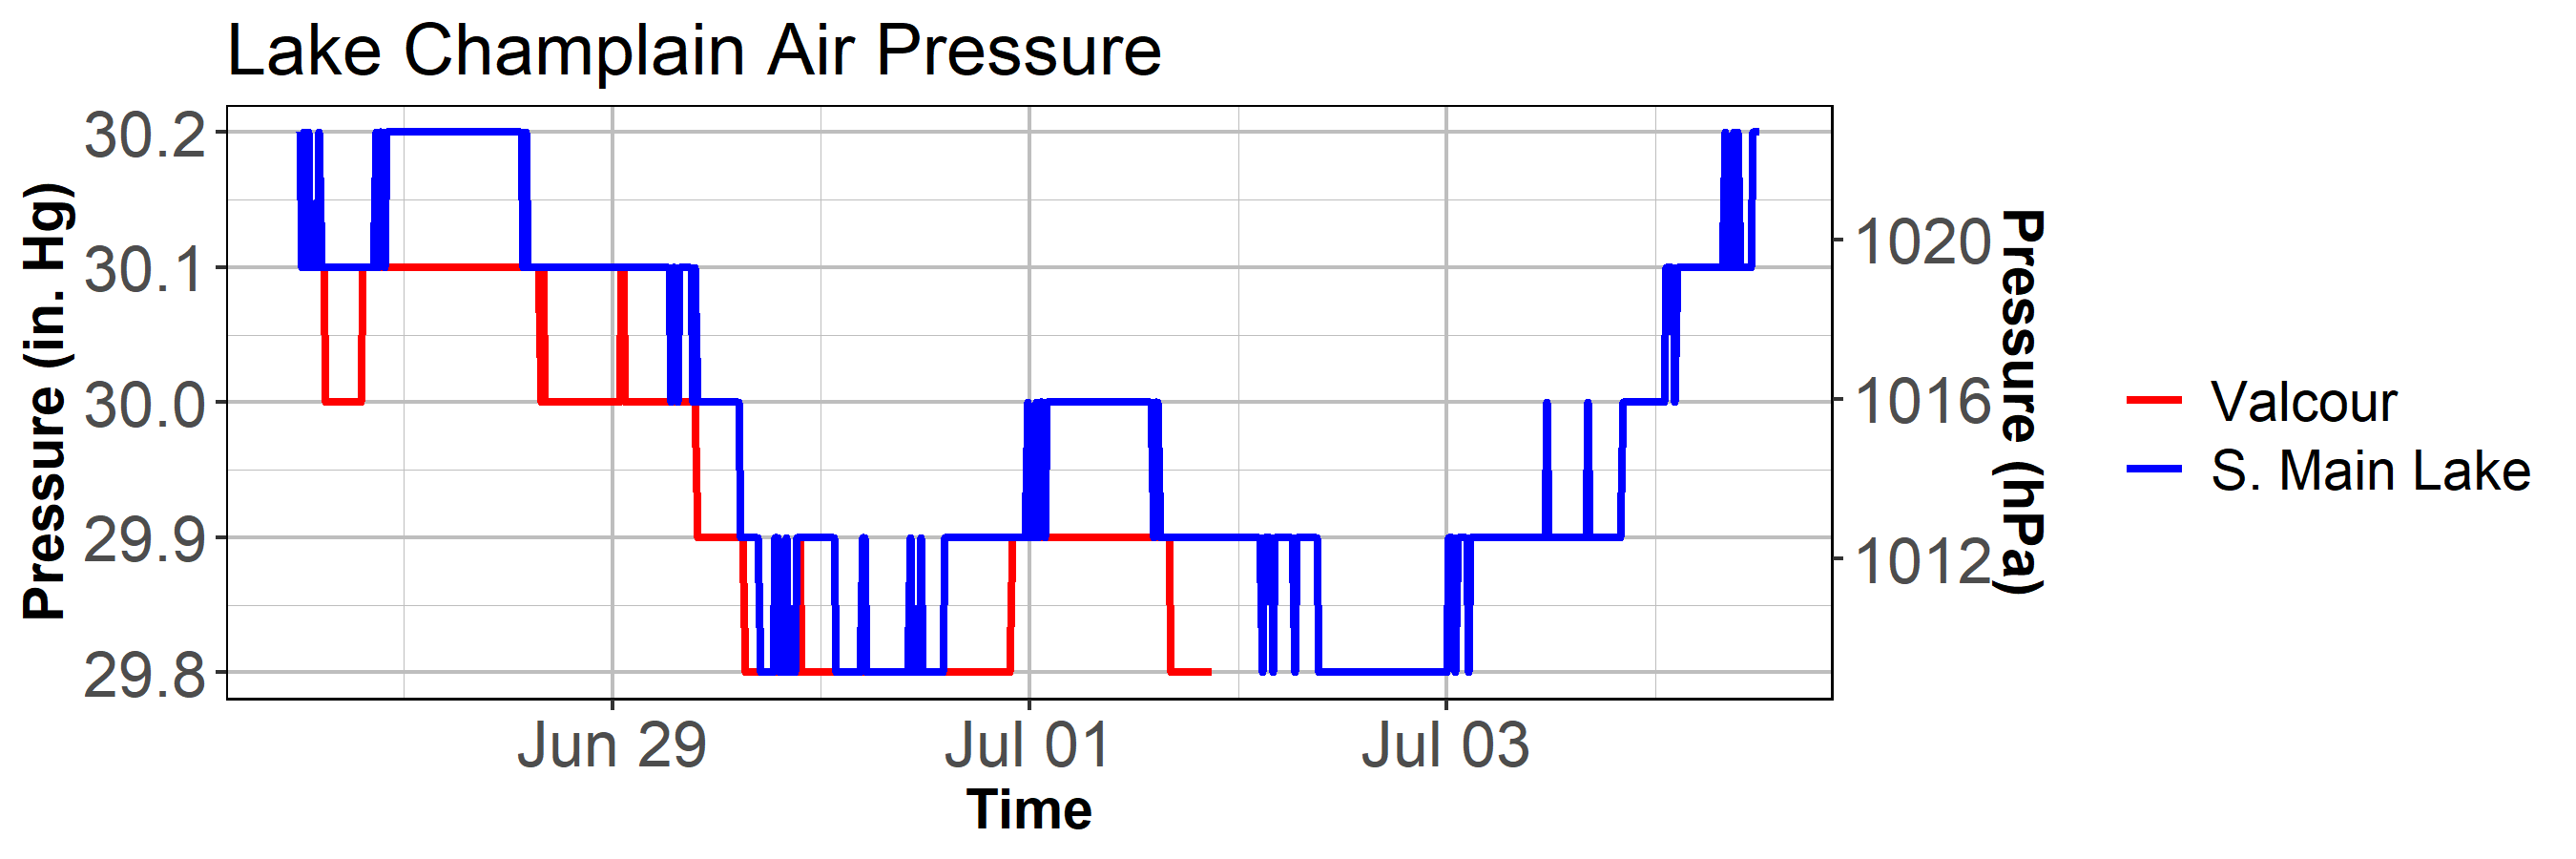 Lake Champlain Air Pressure
Pressure (in. Hg)
30.2
30.1
30.0
29.9
29.8
1020
1016
1012
Pressure (hPa)
Valcour
S. Main Lake
Jun 29
Jul 01
Jul 03
Time